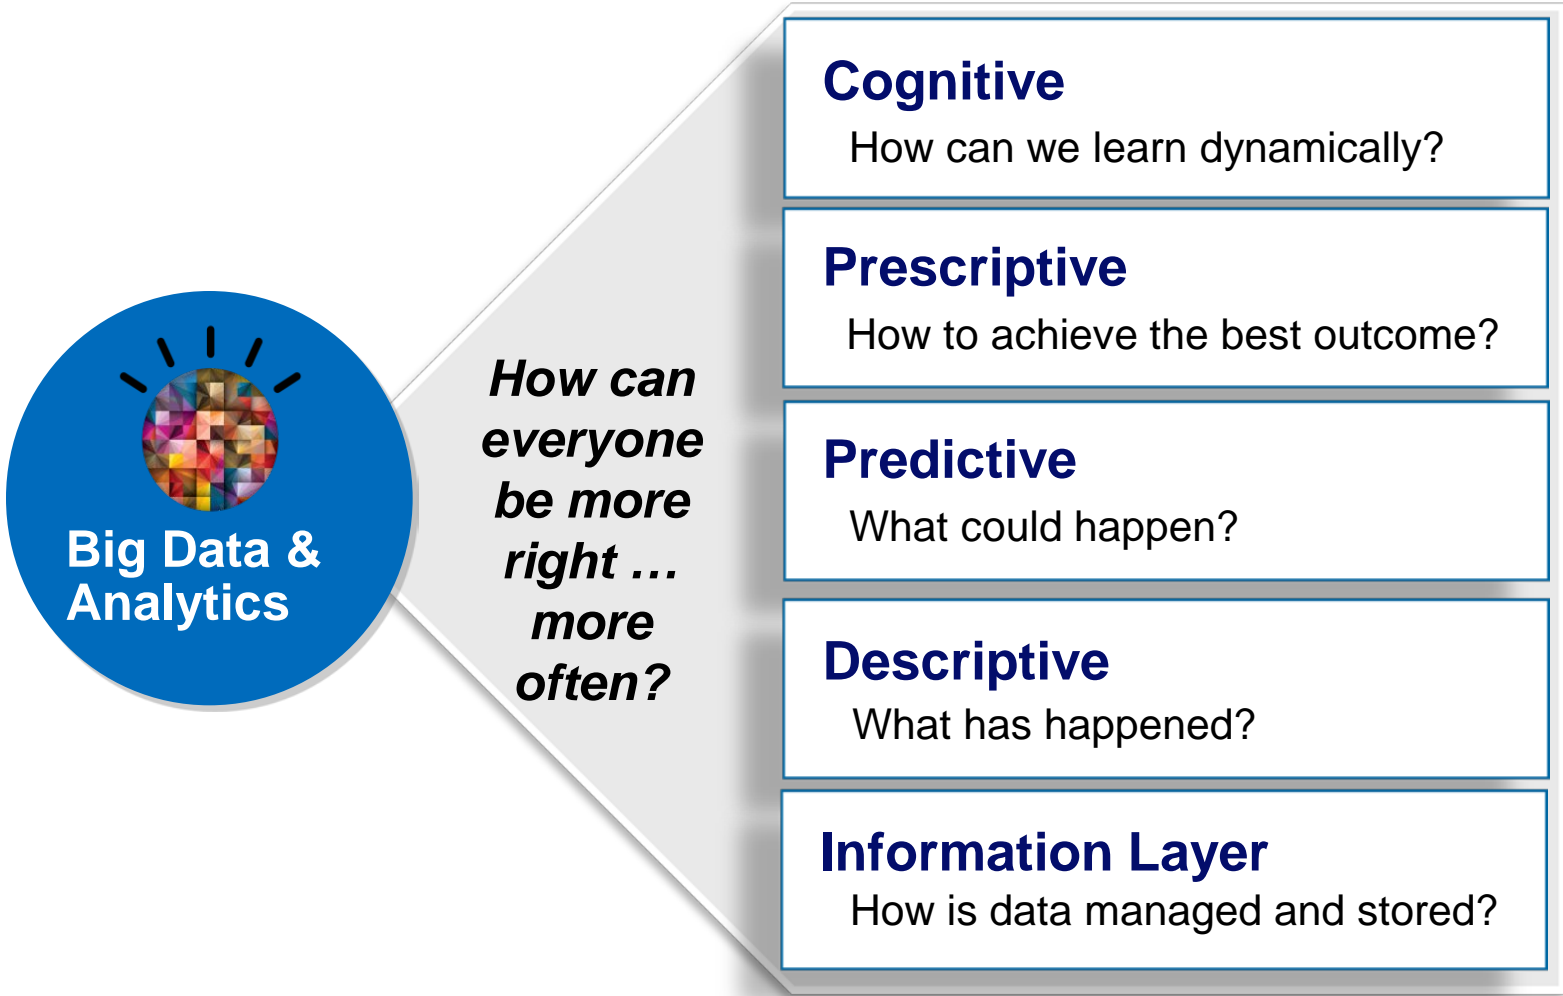 Big Data &
Analytics
How can
everyone
be more
right …
more
often?
Cognitive
How can we learn dynamically?
Prescriptive
How to achieve the best outcome?
Predictive
What could happen?
Descriptive
What has happened?
Information Layer
How is data managed and stored?